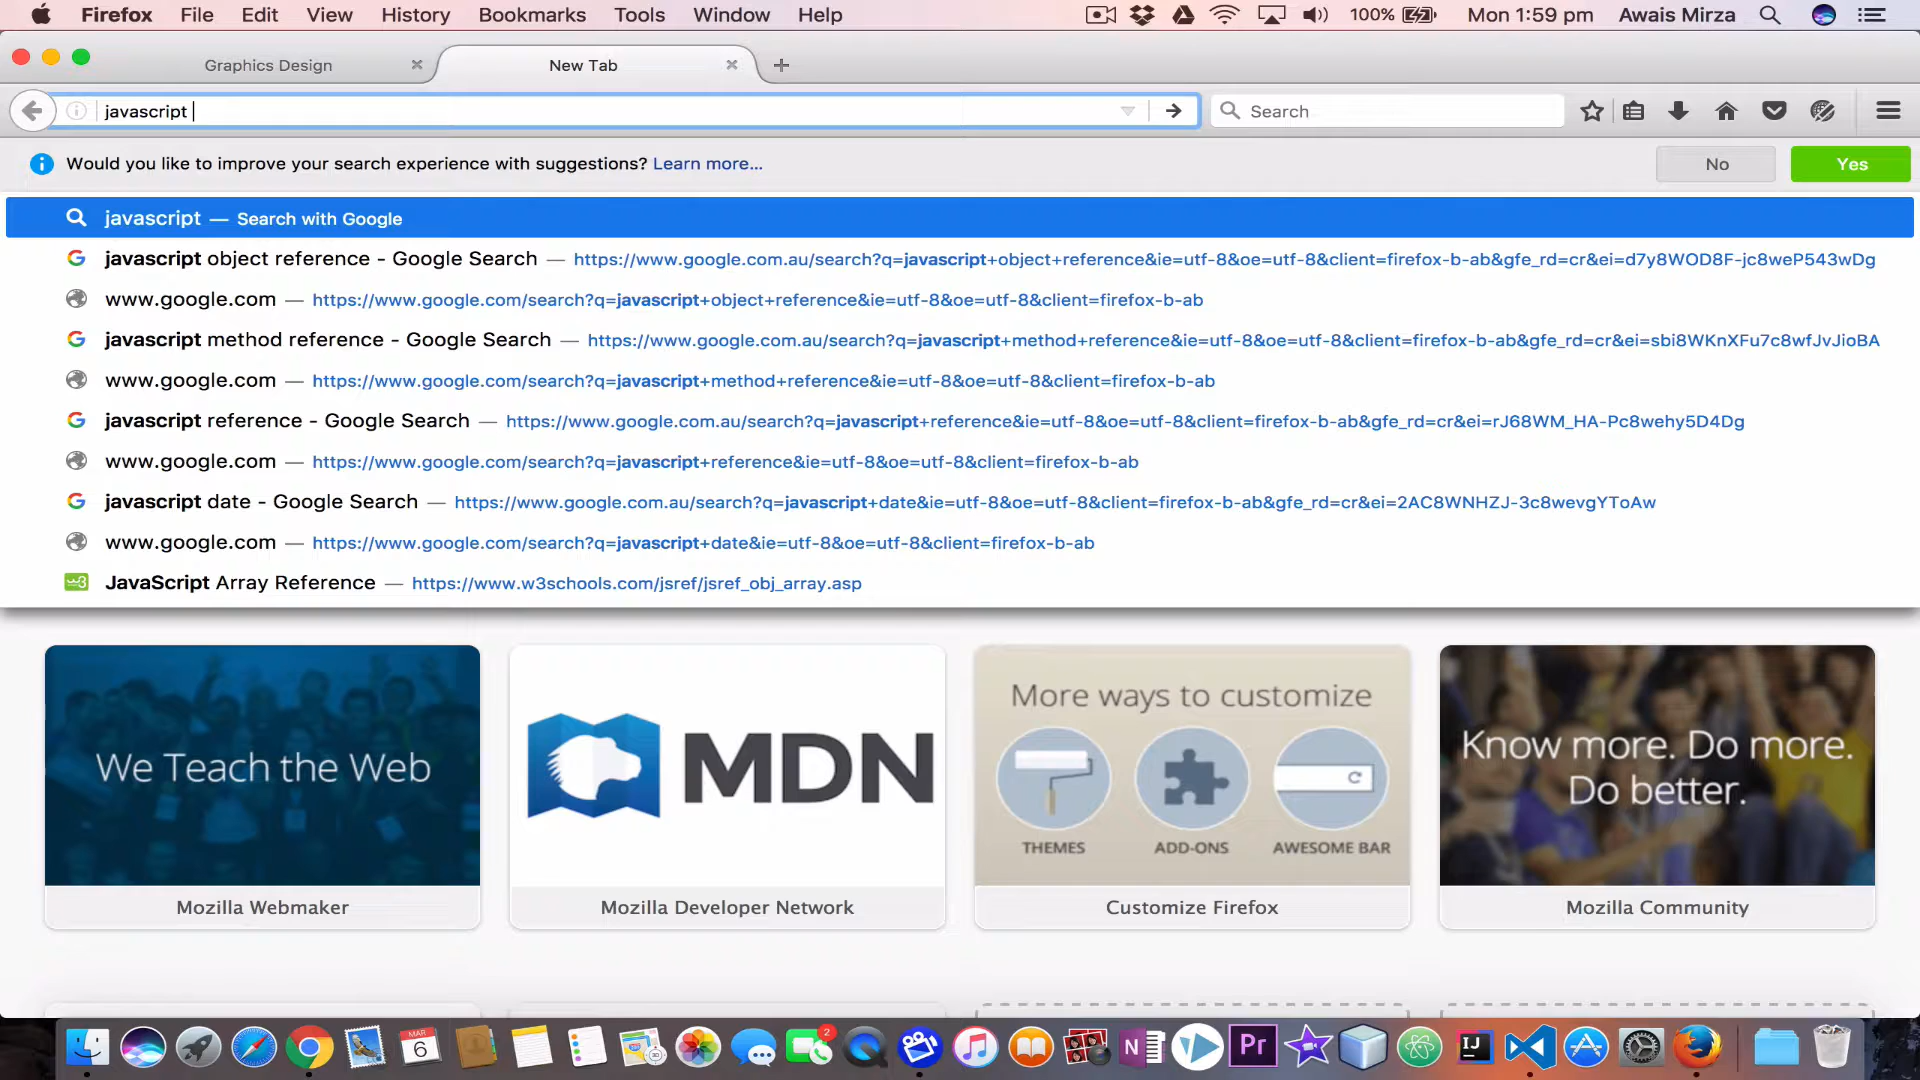 Firefox File Edit View History Bookmarks Tools Window Help 100% Mon 1:59 pm Awais Mirza
Graphics Design New Tab
javascript Search
Would you like to improve your search experience with suggestions? Learn more... No Yes
javascript — Search with Google
javascript object reference - Google Search — https://www.google.com.au/search?q=javascript+object+reference&ie=utf-8&oe=utf-8&client=firefox-b-ab&gfe_rd=cr&ei=d7y8WOD8F-jc8weP543wDg
www.google.com — https://www.google.com/search?q=javascript+object+reference&ie=utf-8&oe=utf-8&client=firefox-b-ab
javascript method reference - Google Search — https://www.google.com.au/search?q=javascript+method+reference&ie=utf-8&oe=utf-8&client=firefox-b-ab&gfe_rd=cr&ei=sbi8WKnXFu7c8wfJvJioBA
www.google.com — https://www.google.com/search?q=javascript+method+reference&ie=utf-8&oe=utf-8&client=firefox-b-ab
javascript reference - Google Search — https://www.google.com.au/search?q=javascript+reference&ie=utf-8&oe=utf-8&client=firefox-b-ab&gfe_rd=cr&ei=rJ68WM_HA-Pc8wehy5D4Dg
www.google.com — https://www.google.com/search?q=javascript+reference&ie=utf-8&oe=utf-8&client=firefox-b-ab
javascript date - Google Search — https://www.google.com.au/search?q=javascript+date&ie=utf-8&oe=utf-8&client=firefox-b-ab&gfe_rd=cr&ei=2AC8WNHZJ-3c8wevgYToAw
www.google.com — https://www.google.com/search?q=javascript+date&ie=utf-8&oe=utf-8&client=firefox-b-ab
JavaScript Array Reference — https://www.w3schools.com/jsref/jsref_obj_array.asp
We Teach the Web
Mozilla Webmaker
MDN
Mozilla Developer Network
More ways to customize
THEMES ADD-ONS AWESOME BAR
Customize Firefox
Know more. Do more.
Do better.
Mozilla Community
MAR
6
2
N
Pr
IJ